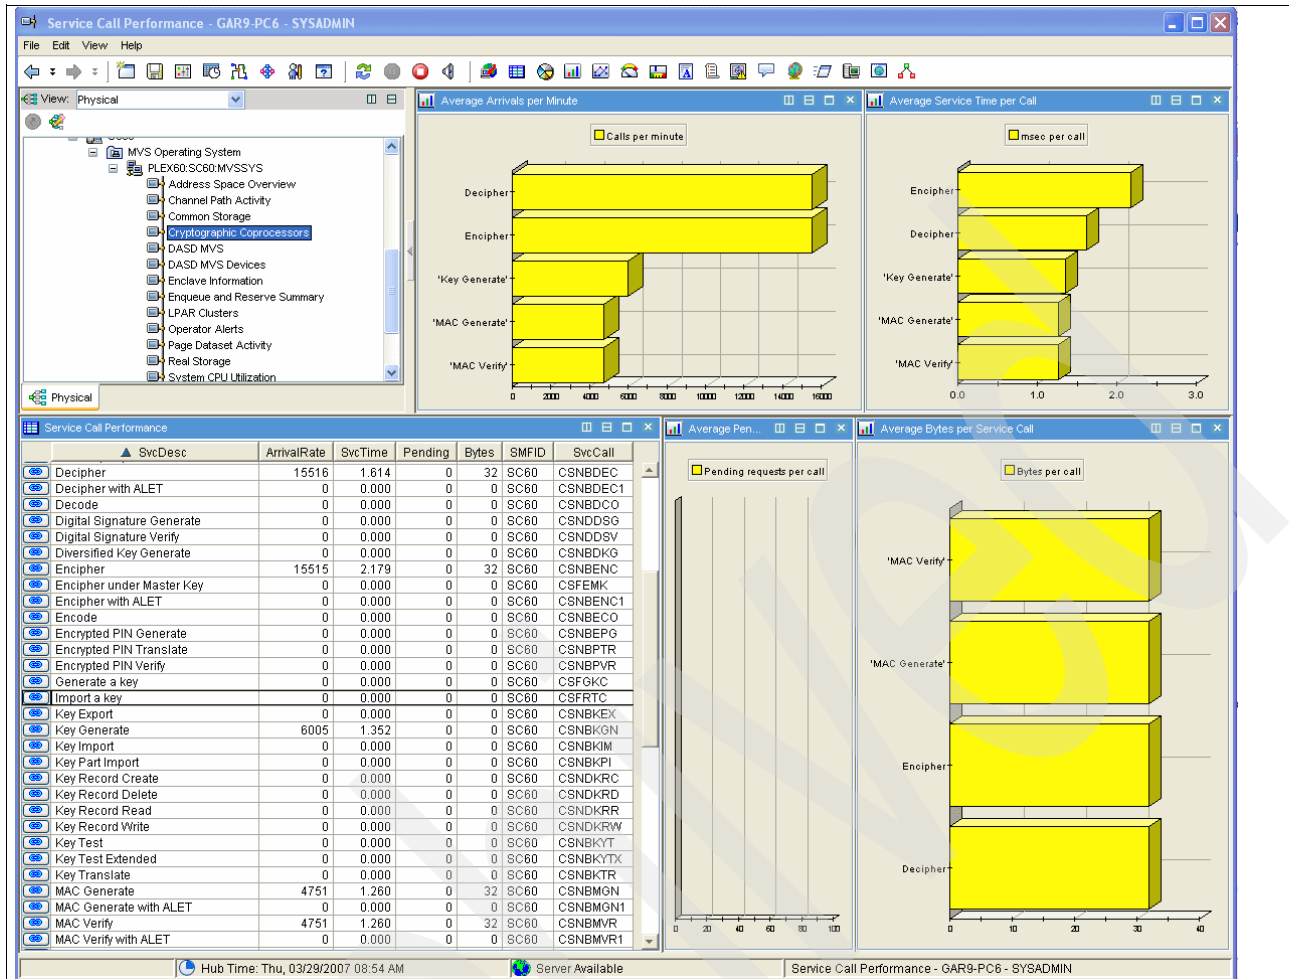 Service Call Performance - GAR9-PC6 - SYSADMIN
File Edit View Help
View: Physical
MVS Operating System
PLEX60:SC60:MVSSYS
Address Space Overview
Channel Path Activity
Common Storage
Cryptographic Coprocessors
DASD MVS
DASD MVS Devices
Enclave Information
Enqueue and Reserve Summary
LPAR Clusters
Operator Alerts
Page Dataset Activity
Real Storage
System CPU Utilization
Physical
Average Arrivals per Minute
Calls per minute
Decipher
Encipher
'Key Generate'
'MAC Generate'
'MAC Verify'
0 2000 4000 6000 8000 10000 12000 14000 16000
Average Service Time per Call
msec per call
Encipher
Decipher
'Key Generate'
'MAC Generate'
'MAC Verify'
0.0 1.0 2.0 3.0
Service Call Performance
SvcDesc ArrivalRate SvcTime Pending Bytes SMFID SvcCall
Decipher 15516 1.614 0 32 SC60 CSNBDEC
Decipher with ALET 0 0.000 0 0 SC60 CSNBDEC1
Decode 0 0.000 0 0 SC60 CSNBDCO
Digital Signature Generate 0 0.000 0 0 SC60 CSNDDSG
Digital Signature Verify 0 0.000 0 0 SC60 CSNDDSV
Diversified Key Generate 0 0.000 0 0 SC60 CSNBDKG
Encipher 15515 2.179 0 32 SC60 CSNBENC
Encipher under Master Key 0 0.000 0 0 SC60 CSFEMK
Encipher with ALET 0 0.000 0 0 SC60 CSNBENC1
Encode 0 0.000 0 0 SC60 CSNBECO
Encrypted PIN Generate 0 0.000 0 0 SC60 CSNBEPG
Encrypted PIN Translate 0 0.000 0 0 SC60 CSNBPTR
Encrypted PIN Verify 0 0.000 0 0 SC60 CSNBPVR
Generate a key 0 0.000 0 0 SC60 CSFGKC
Import a key 0 0.000 0 0 SC60 CSFRTC
Key Export 0 0.000 0 0 SC60 CSNBKEX
Key Generate 6005 1.352 0 0 SC60 CSNBKGN
Key Import 0 0.000 0 0 SC60 CSNBKIM
Key Part Import 0 0.000 0 0 SC60 CSNBKPI
Key Record Create 0 0.000 0 0 SC60 CSNDKRC
Key Record Delete 0 0.000 0 0 SC60 CSNDKRD
Key Record Read 0 0.000 0 0 SC60 CSNDKRR
Key Record Write 0 0.000 0 0 SC60 CSNDKRW
Key Test 0 0.000 0 0 SC60 CSNBKYT
Key Test Extended 0 0.000 0 0 SC60 CSNBKYTX
Key Translate 0 0.000 0 0 SC60 CSNBKTR
MAC Generate 4751 1.260 0 32 SC60 CSNBMGN
MAC Generate with ALET 0 0.000 0 0 SC60 CSNBMGN1
MAC Verify 4751 1.260 0 32 SC60 CSNBMVR
MAC Verify with ALET 0 0.000 0 0 SC60 CSNBMVR1
Average Pen...
Pending requests per call
0 20 40 60 80 100
Average Bytes per Service Call
Bytes per call
'MAC Verify'
'MAC Generate'
Encipher
Decipher
0 10 20 30 40
Hub Time: Thu, 03/29/2007 08:54 AM
Server Available
Service Call Performance - GAR9-PC6 - SYSADMIN